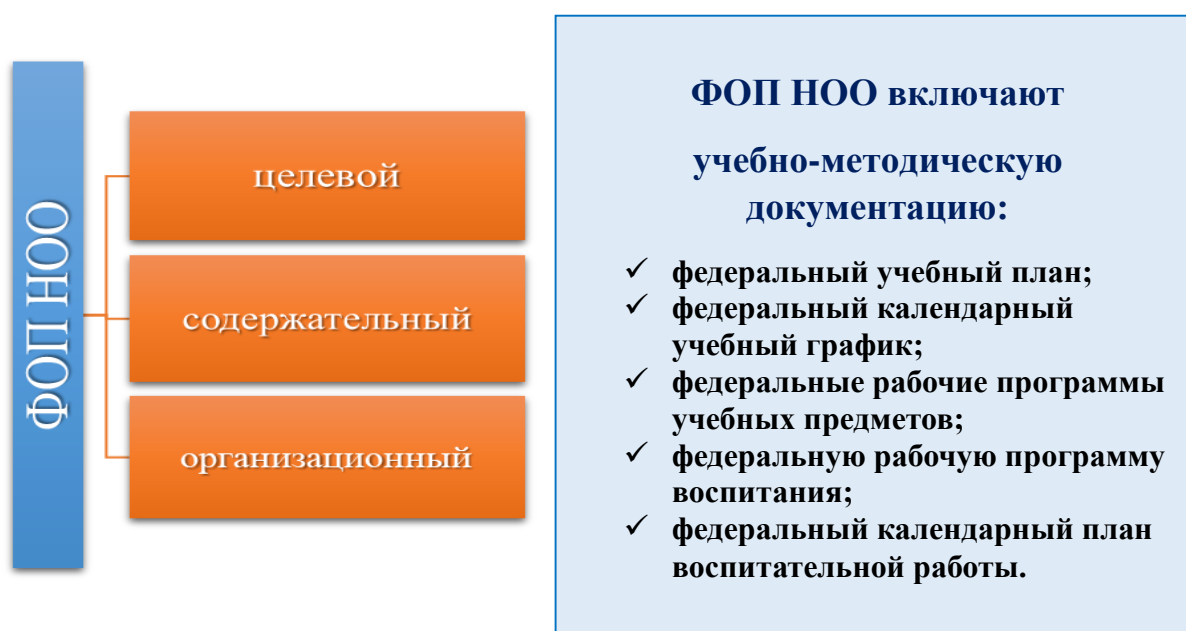 ФОП НОО
целевой
содержательный
организационный
ФОП НОО включают
учебно-методическую
документацию:
✓ федеральный учебный план;
✓ федеральный календарный
учебный график;
✓ федеральные рабочие программы
учебных предметов;
✓ федеральную рабочую программу
воспитания;
✓ федеральный календарный план
воспитательной работы.